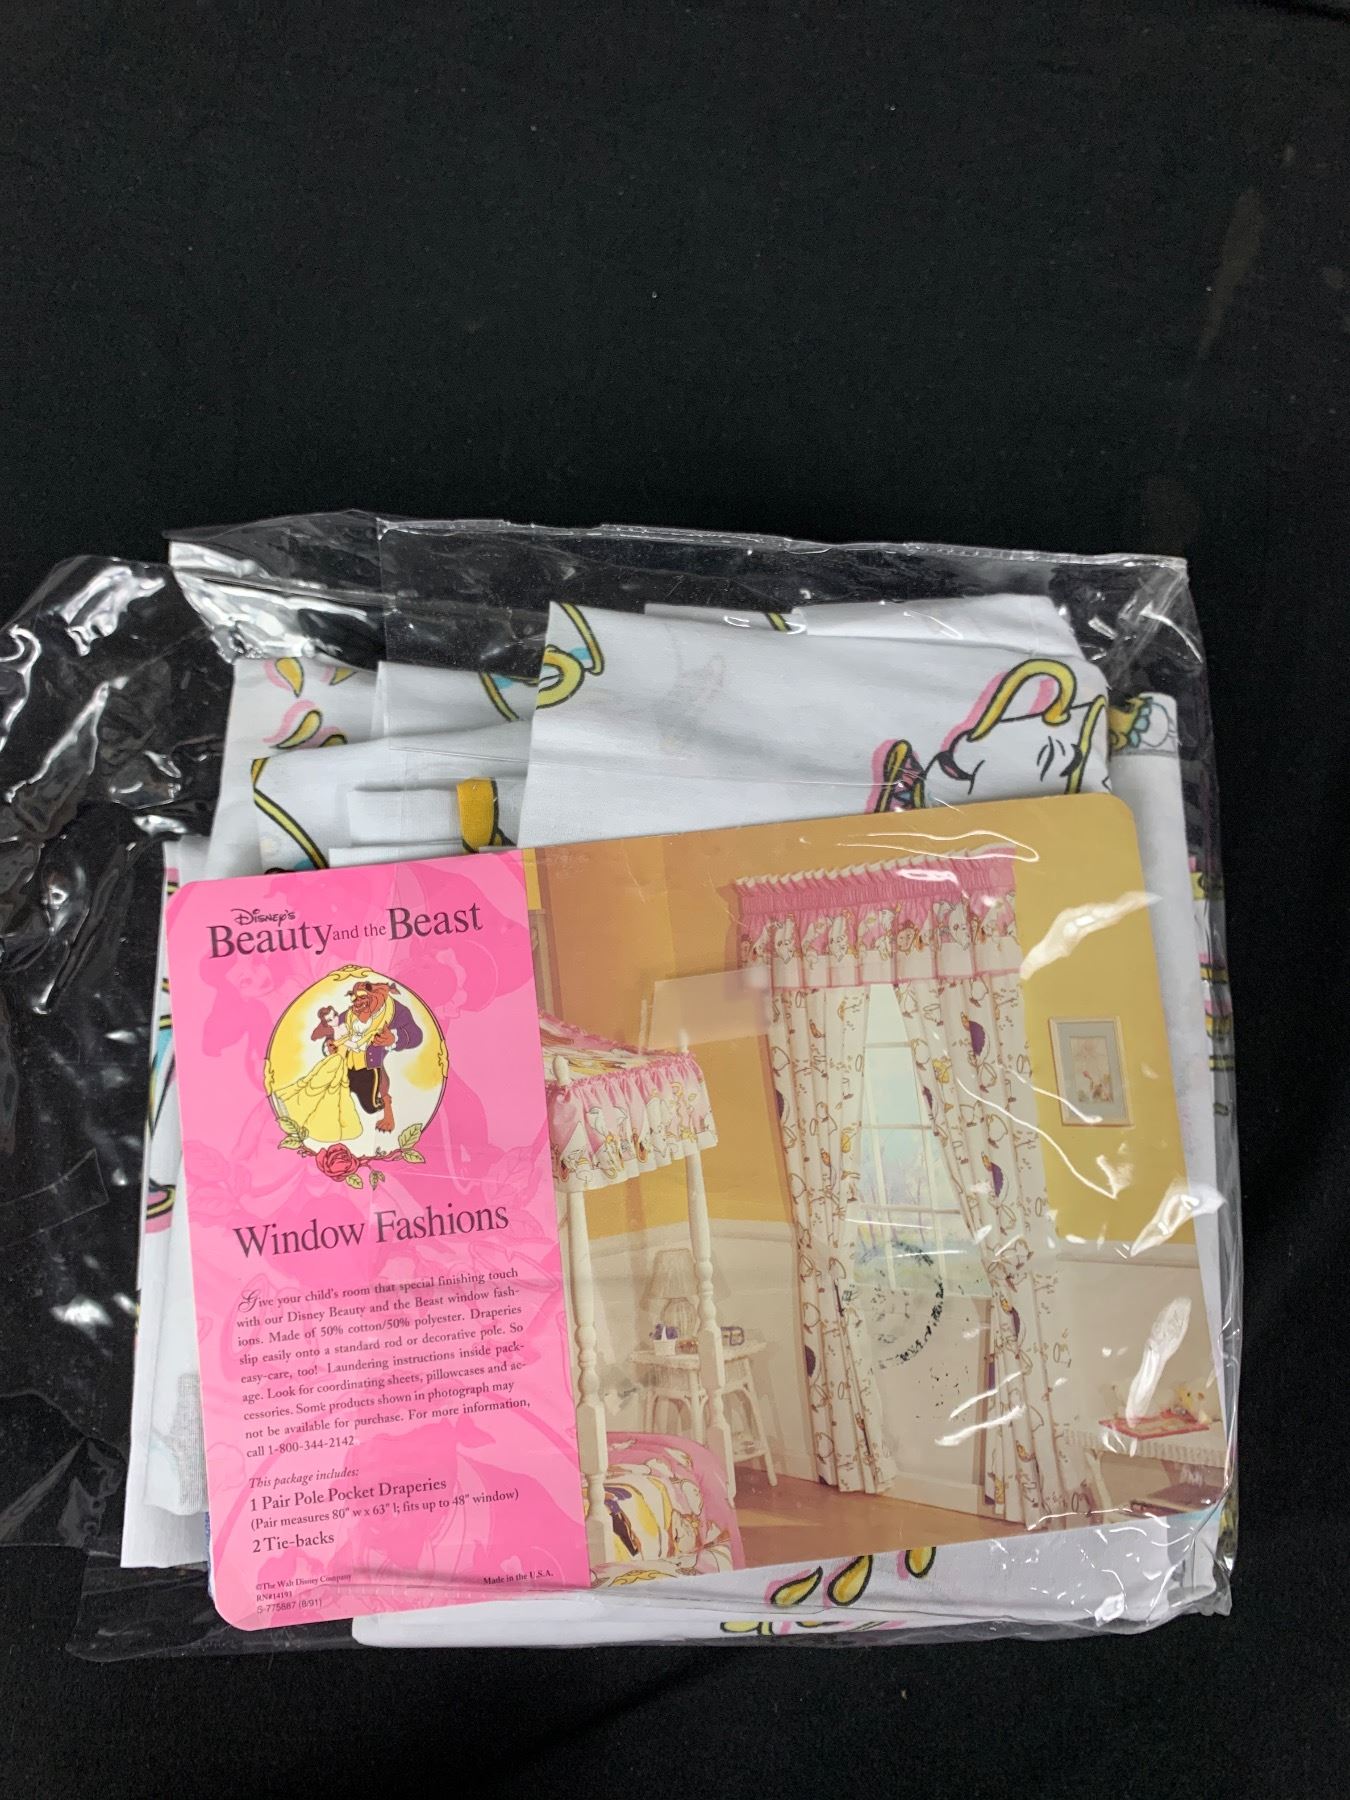 Disney's
Beauty and the Beast
Window Fashions
Give your child's room that special finishing touch
with our Disney Beauty and the Beast window fash-
ions. Made of 50% cotton/50% polyester. Draperies
slip easily onto a standard rod or decorative pole. So
easy-care, too! Laundering instructions inside pack-
age. Look for coordinating sheets, pillowcases and ac-
cessories. Some products shown in photograph may
not be available for purchase. For more information,
call 1-800-344-2142
This package includes:
1 Pair Pole Pocket Draperies
(Pair measures 80" w x 63" l; fits up to 48" window)
2 Tie-backs
©The Walt Disney Company
RN#14193
S-775887 (8/91)
Made in the U.S.A.